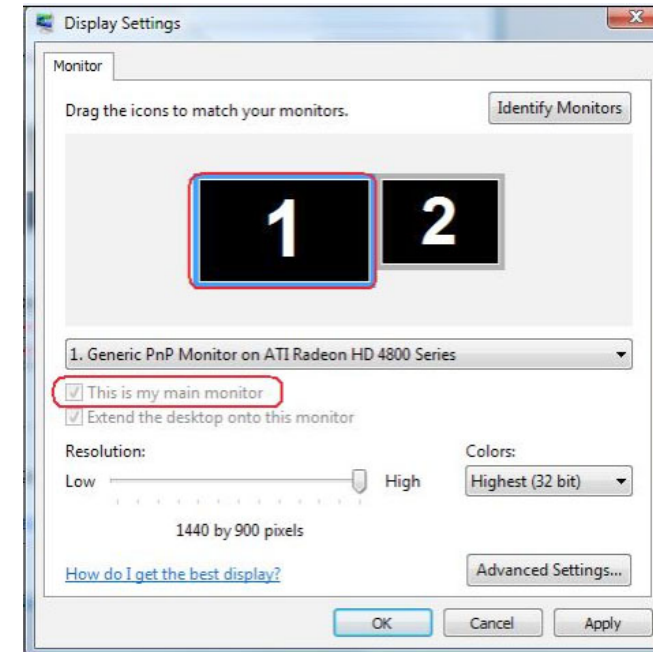 Display Settings
Monitor
Drag the icons to match your monitors.
Identify Monitors
1
2
1. Generic PnP Monitor on ATI Radeon HD 4800 Series
This is my main monitor
Extend the desktop onto this monitor
Resolution:
Colors:
Low
High
Highest (32 bit)
1440 by 900 pixels
How do I get the best display?
Advanced Settings...
OK
Cancel
Apply